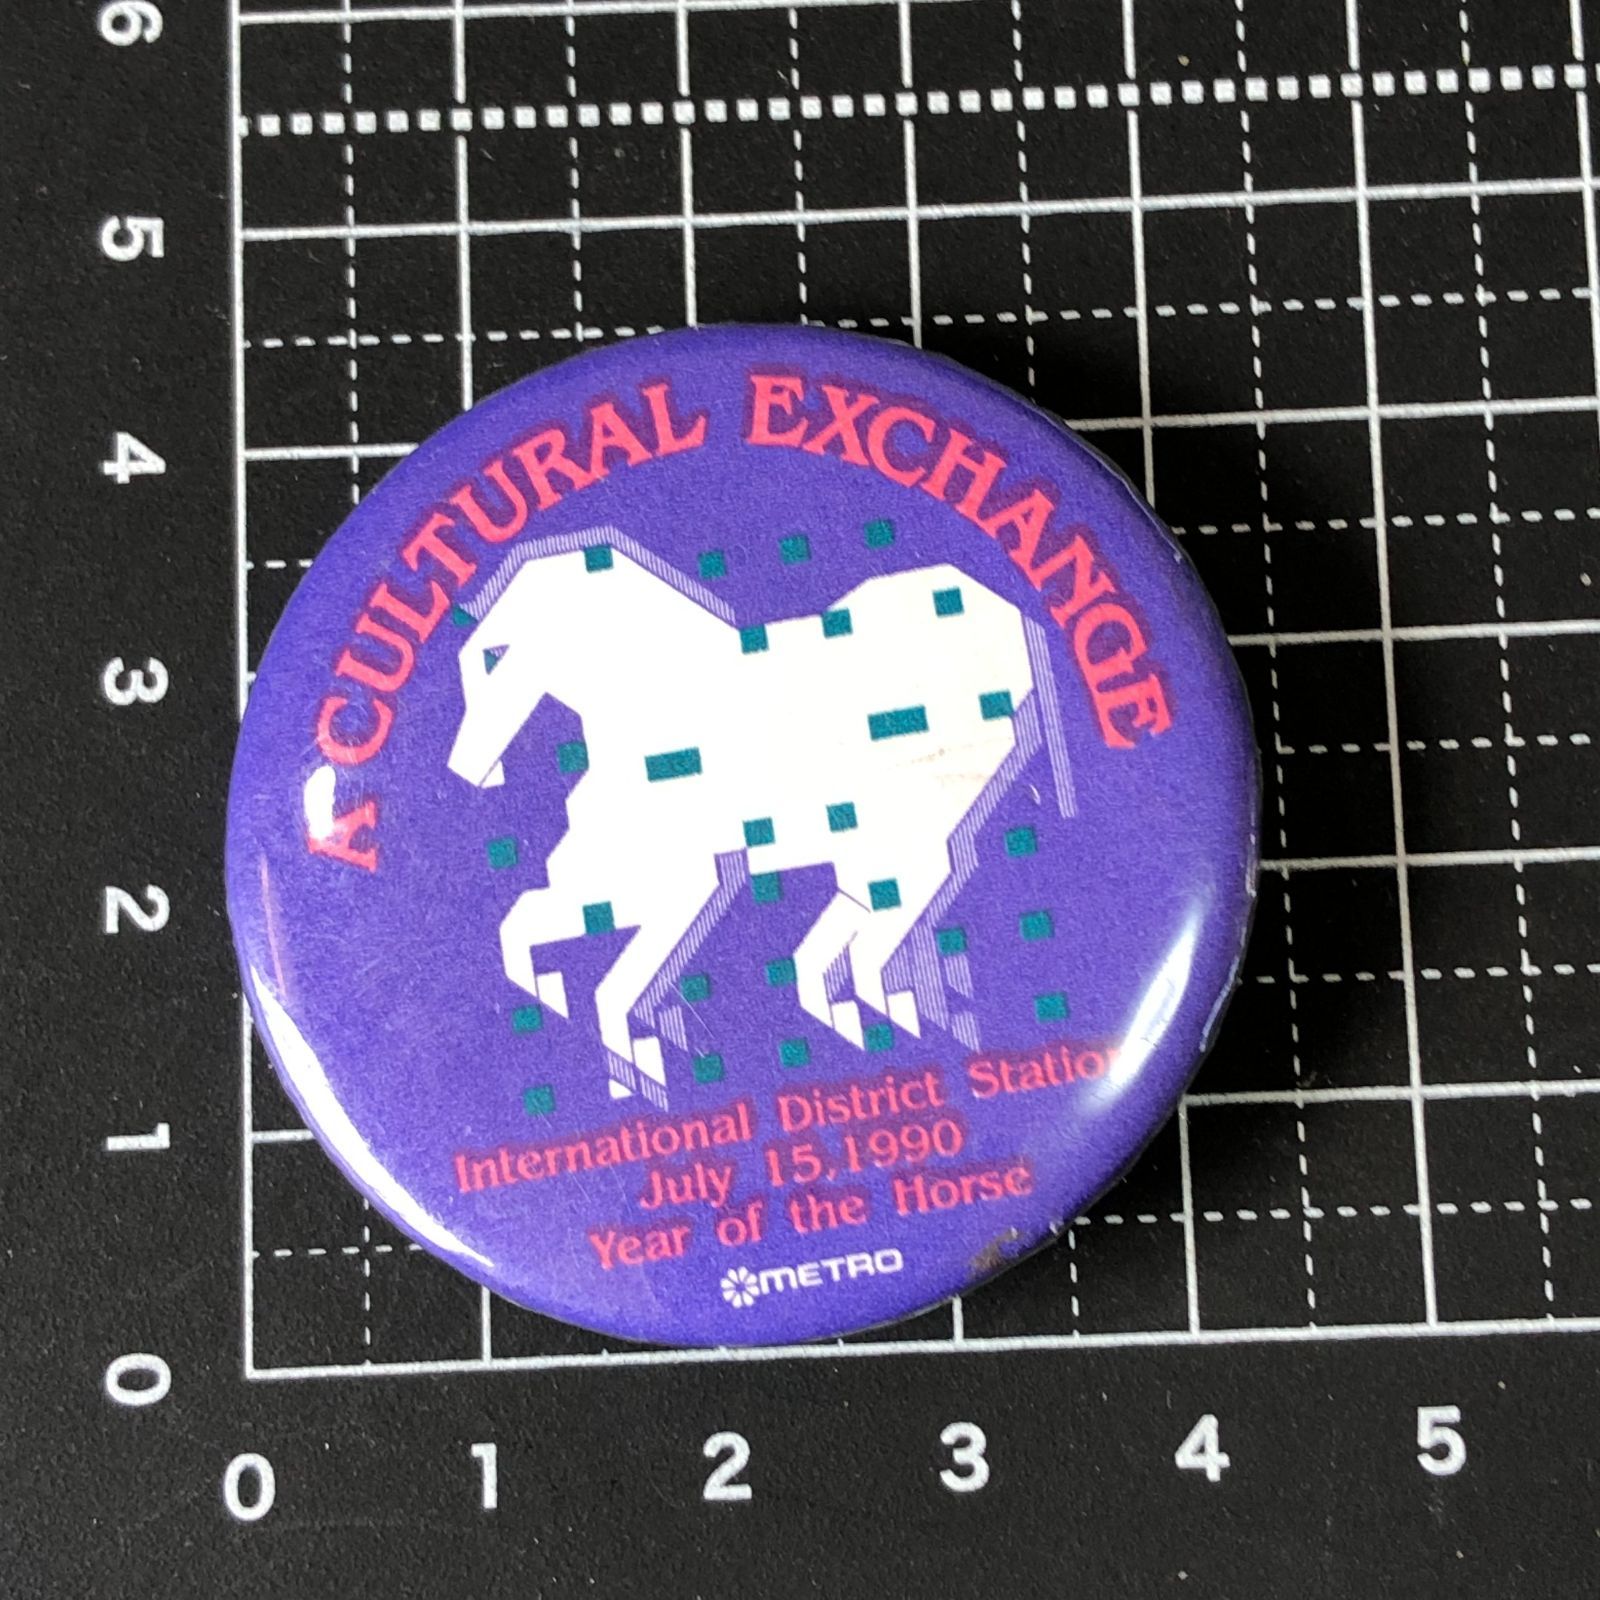 A CULTURAL EXCHANGE
International District Station
July 15, 1990
Year of the Horse
METRO
6
5
4
3
2
1
0
0 1 2 3 4 5